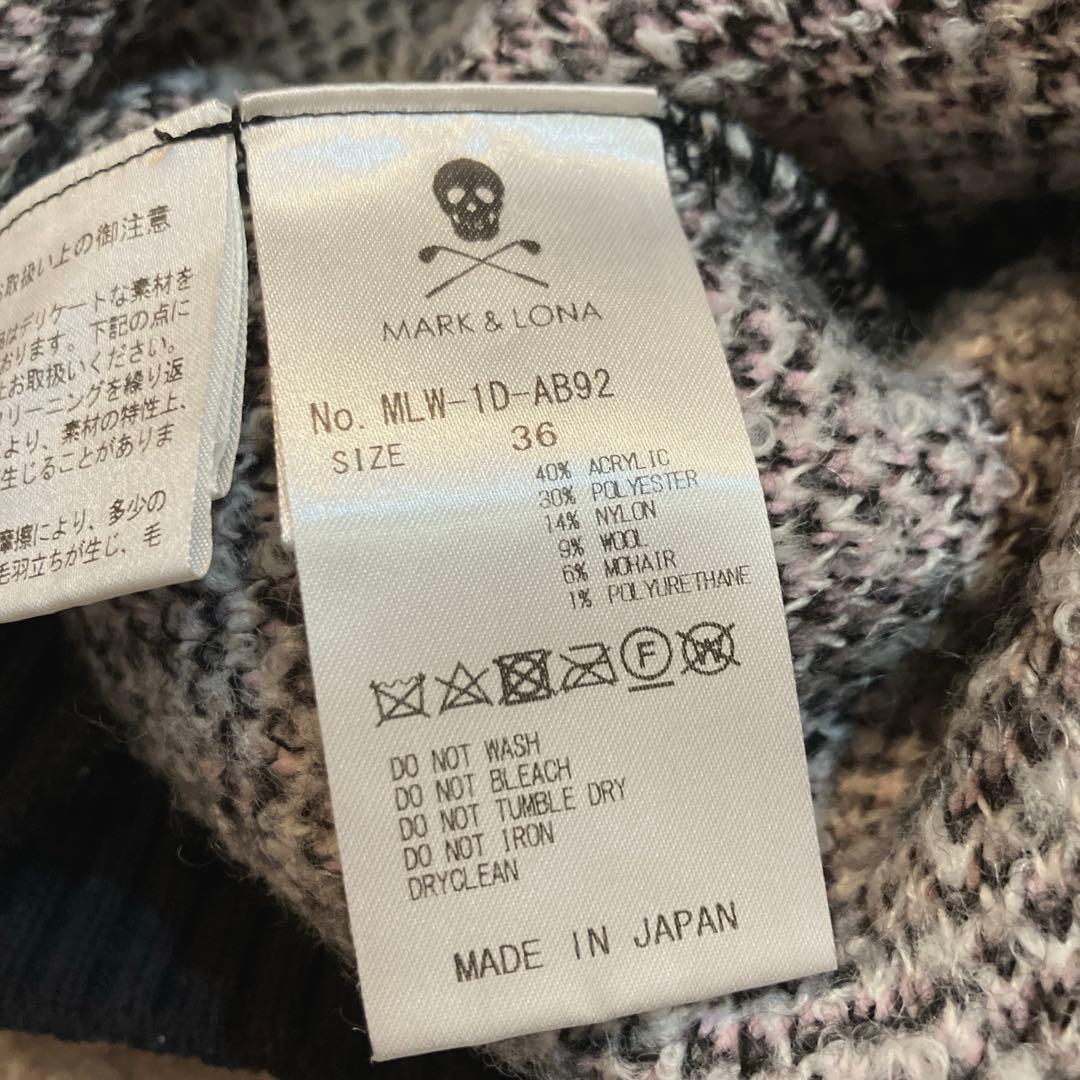 お取扱い上の御注意
はデリケートな素材を
おります。下記の点に
お取扱いください。
リーニングを繰り返
より、素材の特性上、
生じることがありま
摩擦により、多少の
毛羽立ちが生じ、毛
MARK & LONA
No. MLW-1D-AB92
SIZE 36
40% ACRYLIC
30% POLYESTER
14% NYLON
9% WOOL
6% MOHAIR
1% POLYURETHANE
F W
DO NOT WASH
DO NOT BLEACH
DO NOT TUMBLE DRY
DO NOT IRON
DRYCLEAN
MADE IN JAPAN